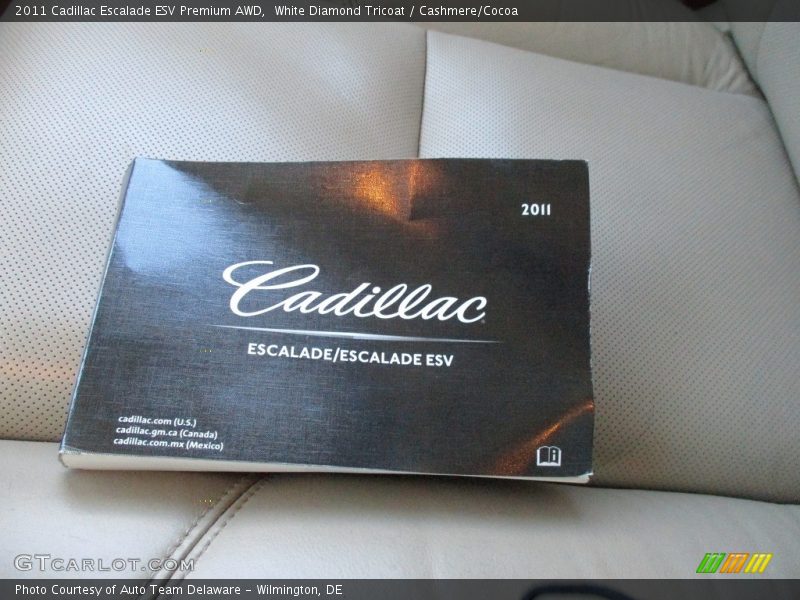 2011 Cadillac Escalade ESV Premium AWD,  White Diamond Tricoat / Cashmere/Cocoa
2011
Cadillac
ESCALADE/ESCALADE ESV
cadillac.com (U.S.)
cadillac.gm.ca (Canada)
cadillac.com.mx (Mexico)
GTCARLOT.COM
Photo Courtesy of Auto Team Delaware - Wilmington, DE